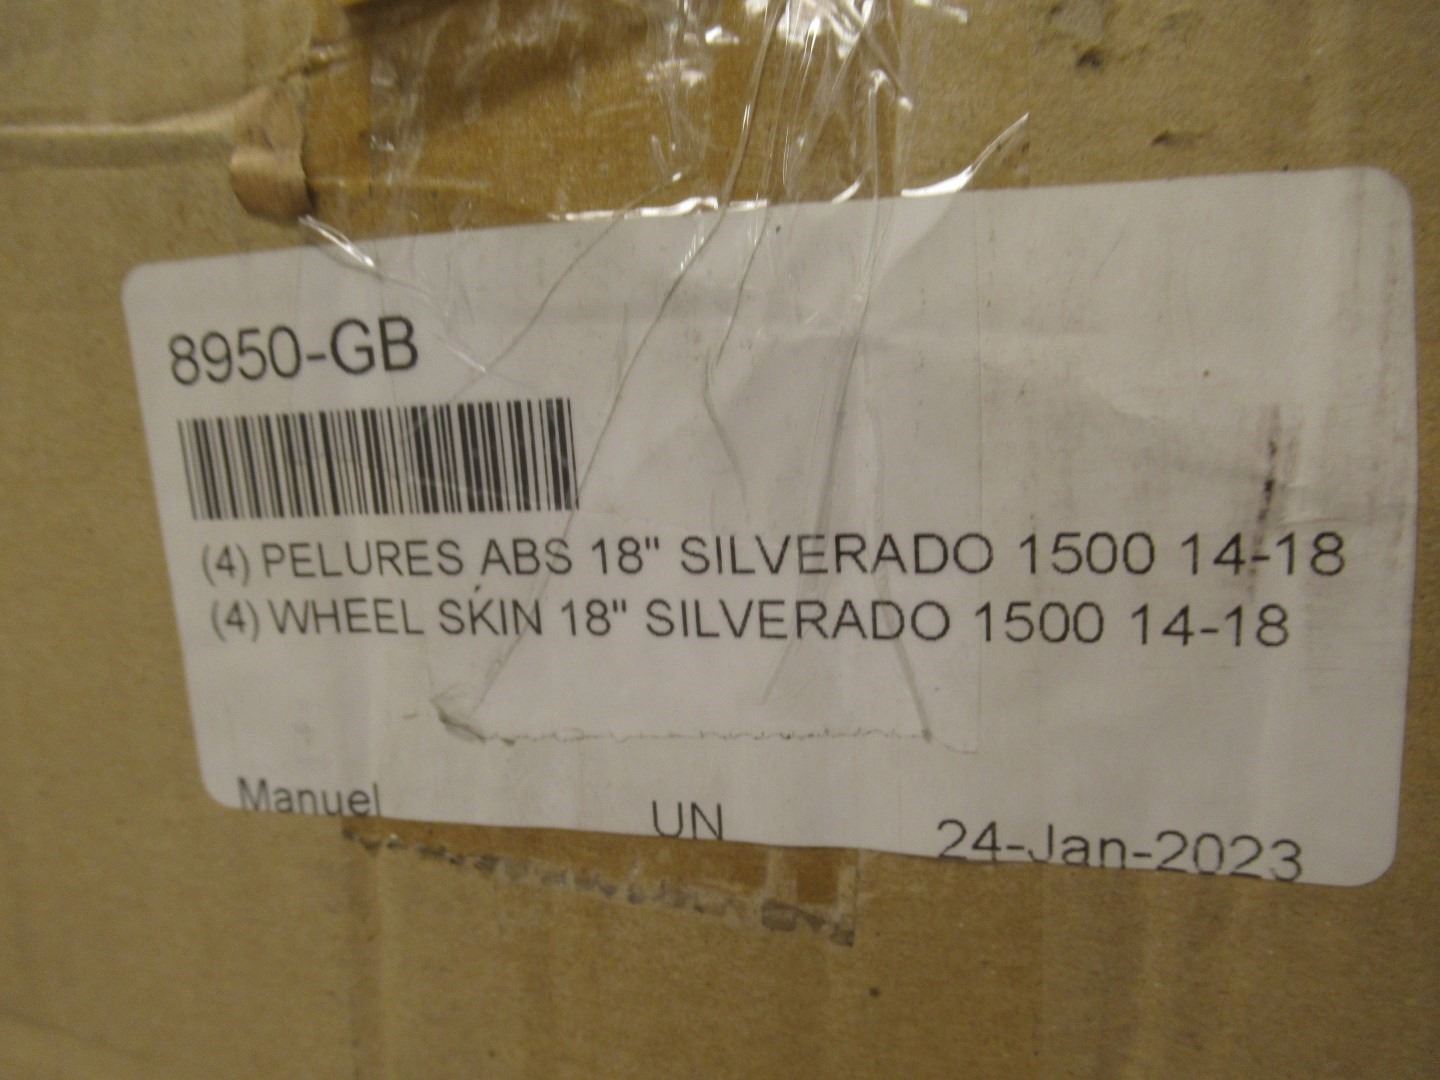 8950-GB
(4) PELURES ABS 18" SILVERADO 1500 14-18
(4) WHEEL SKIN 18" SILVERADO 1500 14-18
Manuel UN 24-Jan-2023